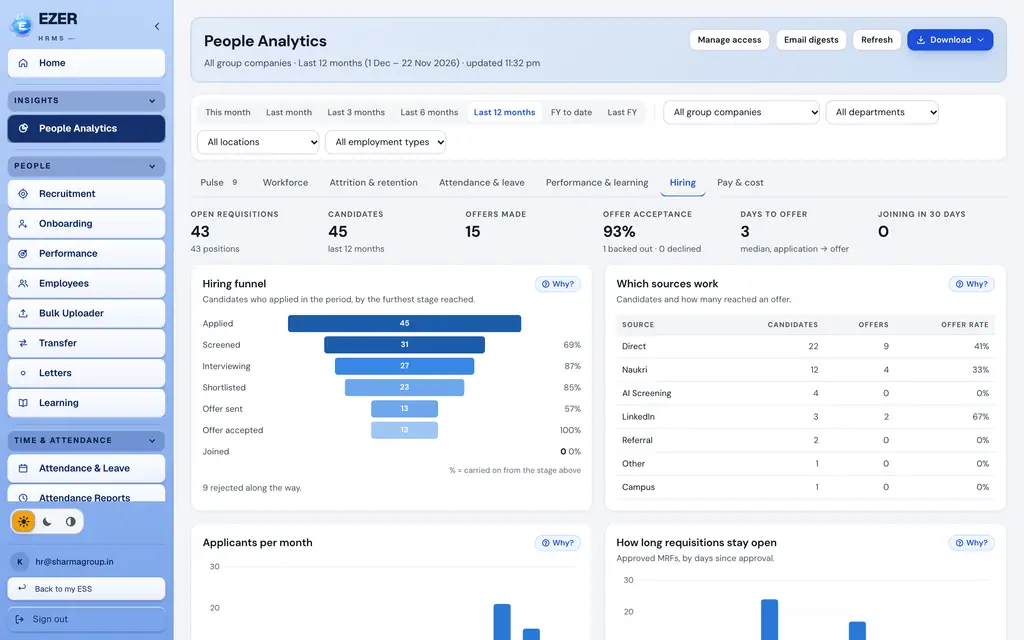 EZER
HRMS —
Home
INSIGHTS
People Analytics
PEOPLE
Recruitment
Onboarding
Performance
Employees
Bulk Uploader
Transfer
Letters
Learning
TIME & ATTENDANCE
Attendance & Leave
Attendance Reports
K hr@sharmagroup.in
Back to my ESS
Sign out
People Analytics
All group companies · Last 12 months (1 Dec – 22 Nov 2026) · updated 11:32 pm
Manage access Email digests Refresh Download
This month Last month Last 3 months Last 6 months Last 12 months FY to date Last FY All group companies All departments
All locations All employment types
Pulse 9 Workforce Attrition & retention Attendance & leave Performance & learning Hiring Pay & cost
OPEN REQUISITIONS CANDIDATES OFFERS MADE OFFER ACCEPTANCE DAYS TO OFFER JOINING IN 30 DAYS
43 45 15 93% 3 0
43 positions last 12 months 1 backed out · 0 declined median, application → offer
Hiring funnel Why?
Candidates who applied in the period, by the furthest stage reached.
Applied 45
Screened 31 69%
Interviewing 27 87%
Shortlisted 23 85%
Offer sent 13 57%
Offer accepted 13 100%
Joined 0 0%
% = carried on from the stage above
9 rejected along the way.
Which sources work Why?
Candidates and how many reached an offer.
SOURCE CANDIDATES OFFERS OFFER RATE
Direct 22 9 41%
Naukri 12 4 33%
AI Screening 4 0 0%
LinkedIn 3 2 67%
Referral 2 0 0%
Other 1 0 0%
Campus 1 0 0%
Applicants per month Why?
30
20
How long requisitions stay open Why?
Approved MRFs, by days since approval.
30
20